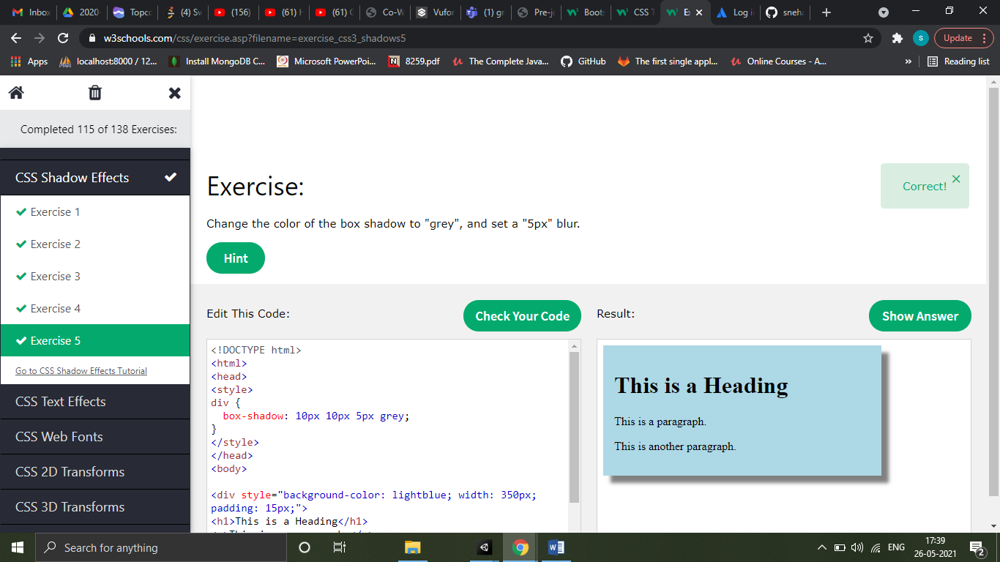 Inbox
2020-
Topco
(4) Sw
(156)
(61) H
(61) C
Co-W
Vufor
(1) gr
Pre-jo
Boots
CSS T
Ex
Log in
sneha
w3schools.com/css/exercise.asp?filename=exercise_css3_shadows5
S
Update
Apps
localhost:8000 / 12...
Install MongoDB C...
Microsoft PowerPoi...
8259.pdf
The Complete Java...
GitHub
The first single appl...
Online Courses - A...
»
Reading list
Completed 115 of 138 Exercises:
CSS Shadow Effects
Exercise 1
Exercise 2
Exercise 3
Exercise 4
Exercise 5
Go to CSS Shadow Effects Tutorial
CSS Text Effects
CSS Web Fonts
CSS 2D Transforms
CSS 3D Transforms
Exercise:
Correct!
Change the color of the box shadow to "grey", and set a "5px" blur.
Hint
Edit This Code:
Check Your Code
<!DOCTYPE html>
<html>
<head>
<style>
div {
  box-shadow: 10px 10px 5px grey;
}
</style>
</head>
<body>
<div style="background-color: lightblue; width: 350px;
padding: 15px;">
<h1>This is a Heading</h1>
Result:
Show Answer
This is a Heading
This is a paragraph.
This is another paragraph.
Search for anything
ENG
17:39
26-05-2021
2